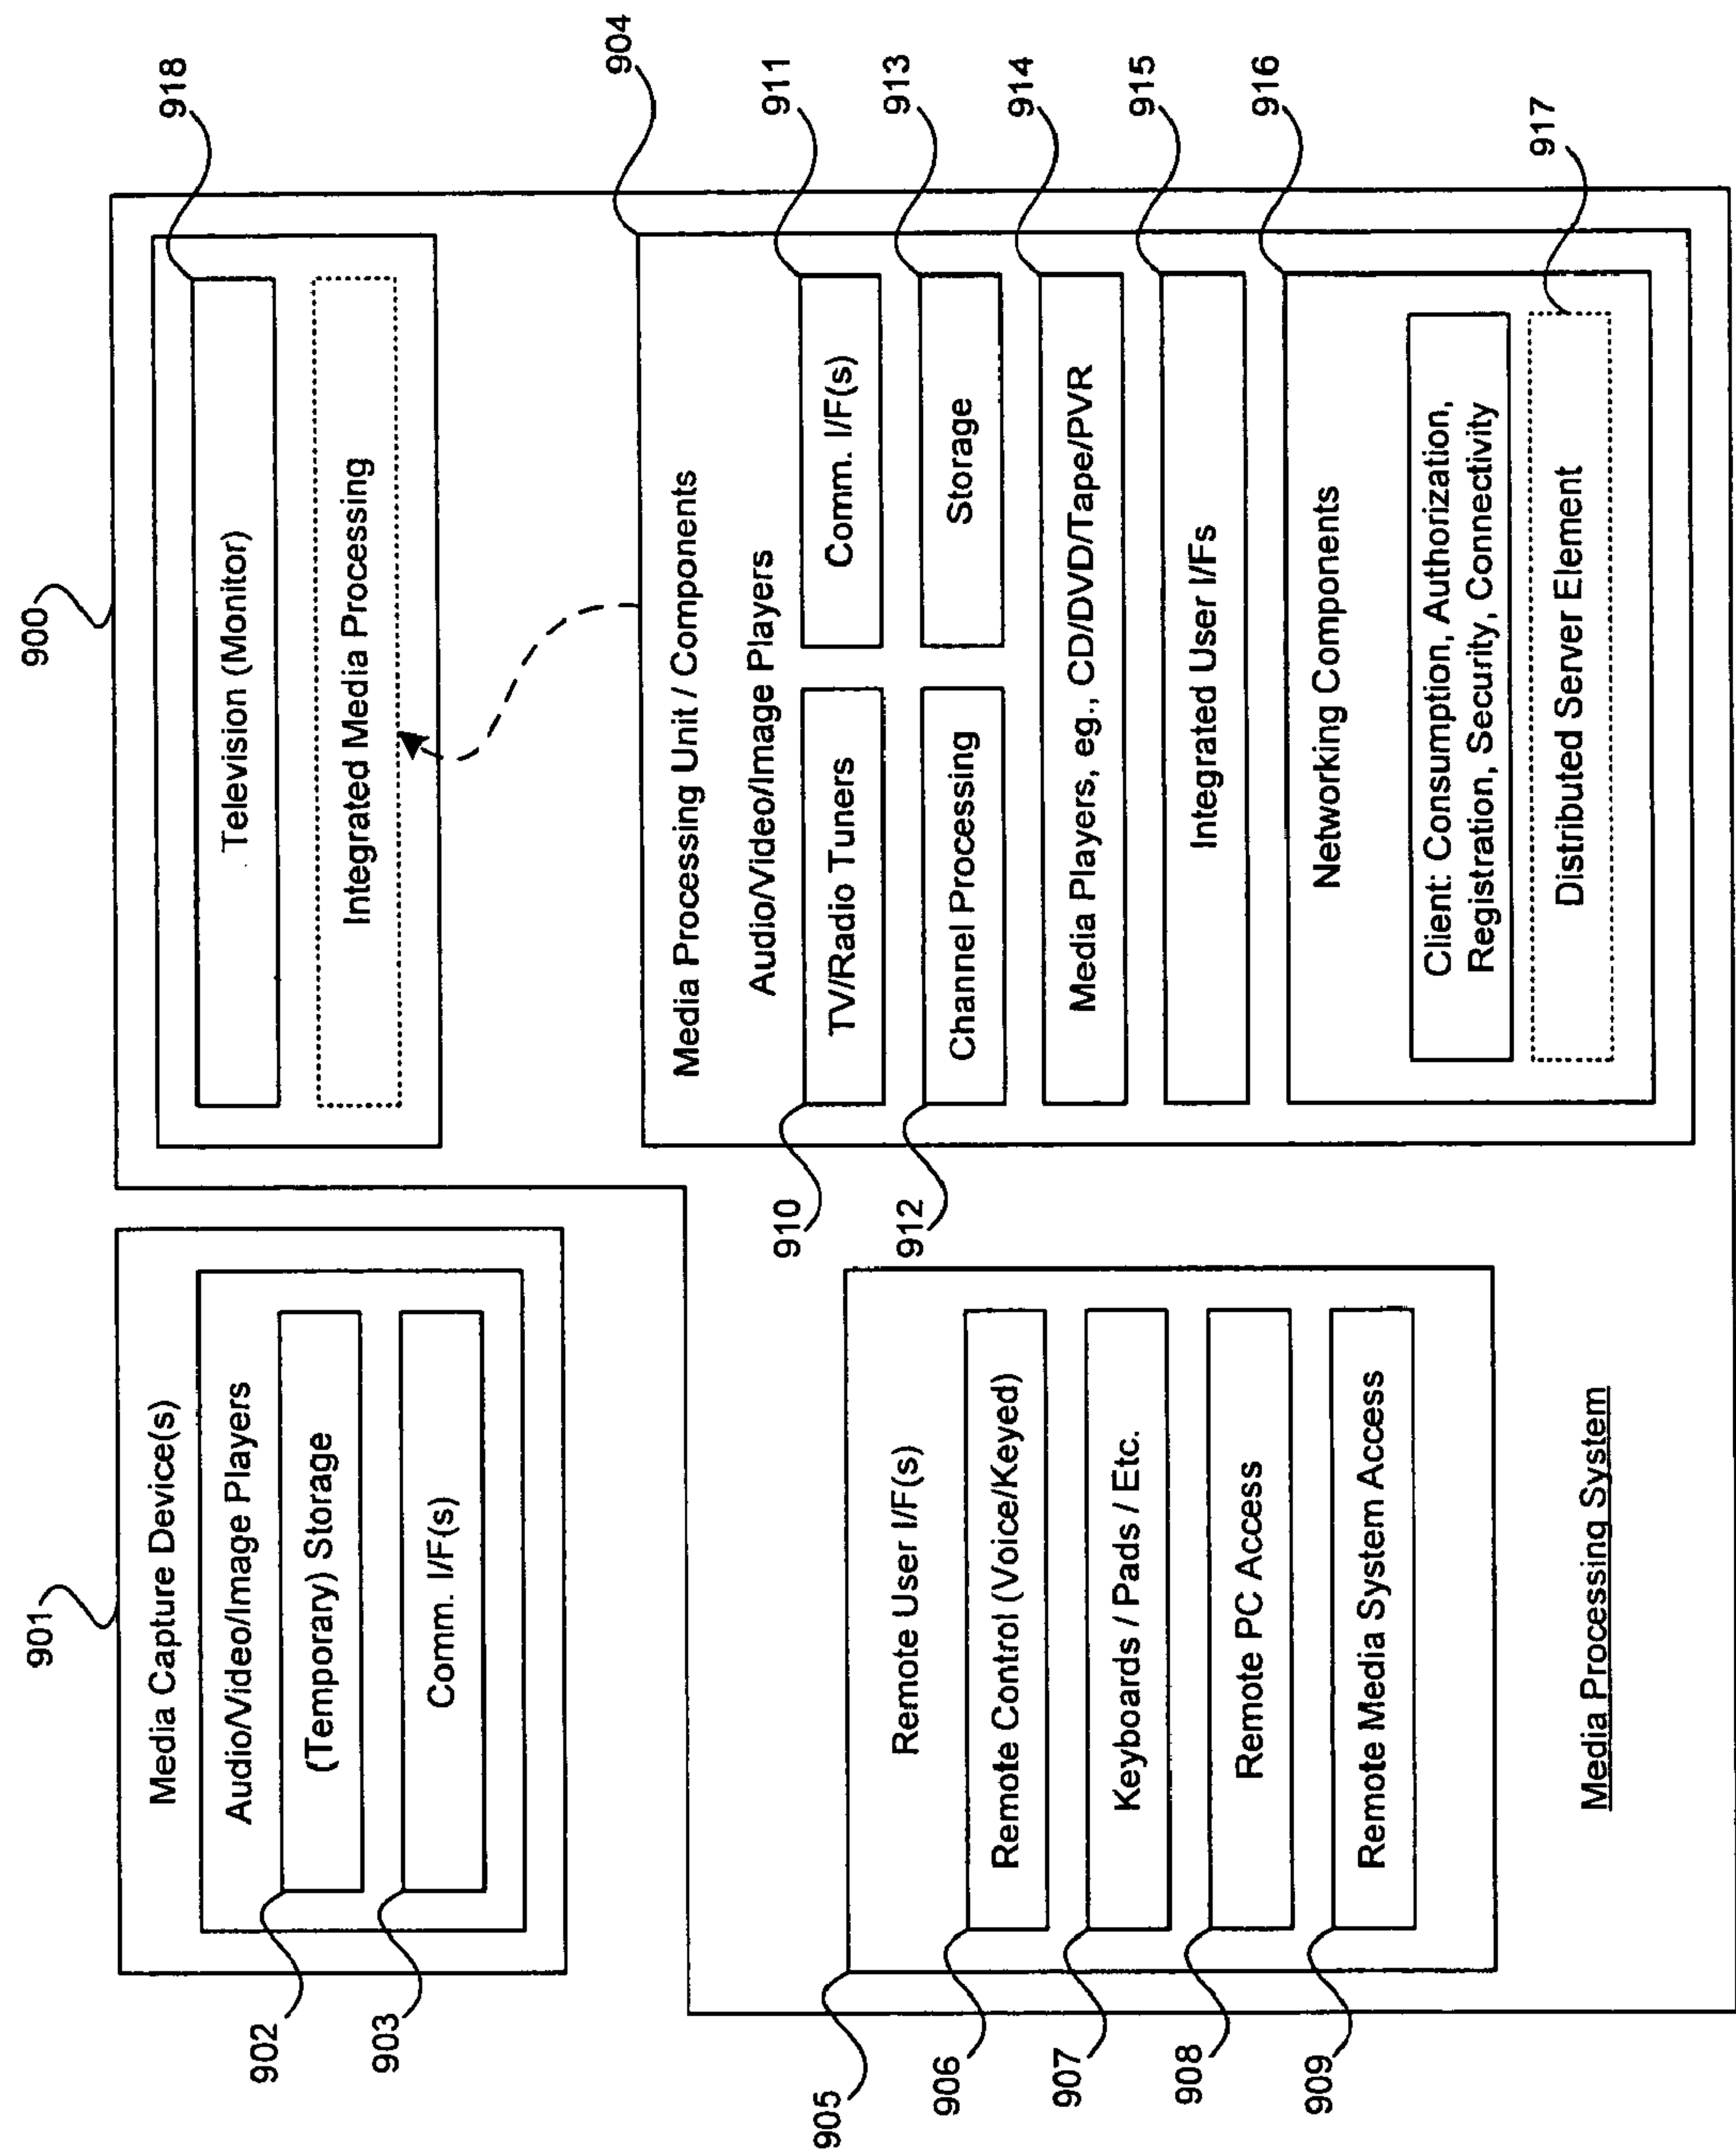 900
901
Media Capture Device(s)
Audio/Video/Image Players
902
(Temporary) Storage
903
Comm. I/F(s)
918
Television (Monitor)
Integrated Media Processing
904
Media Processing Unit / Components
Audio/Video/Image Players
910
TV/Radio Tuners
911
Comm. I/F(s)
912
Channel Processing
913
Storage
914
Media Players, eg., CD/DVD/Tape/PVR
915
Integrated User I/Fs
916
Networking Components
Client: Consumption, Authorization,
Registration, Security, Connectivity
917
Distributed Server Element
905
Remote User I/F(s)
906
Remote Control (Voice/Keyed)
907
Keyboards / Pads / Etc.
908
Remote PC Access
909
Remote Media System Access
Media Processing System